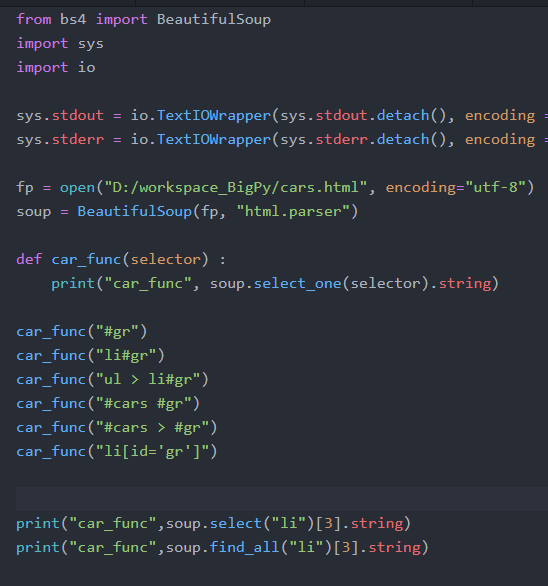 from bs4 import BeautifulSoup
import sys
import io
sys.stdout = io.TextIOWrapper(sys.stdout.detach(), encoding =
sys.stderr = io.TextIOWrapper(sys.stderr.detach(), encoding =
fp = open("D:/workspace_BigPy/cars.html", encoding="utf-8")
soup = BeautifulSoup(fp, "html.parser")
def car_func(selector) :
    print("car_func", soup.select_one(selector).string)
car_func("#gr")
car_func("li#gr")
car_func("ul > li#gr")
car_func("#cars #gr")
car_func("#cars > #gr")
car_func("li[id='gr']")
print("car_func",soup.select("li")[3].string)
print("car_func",soup.find_all("li")[3].string)